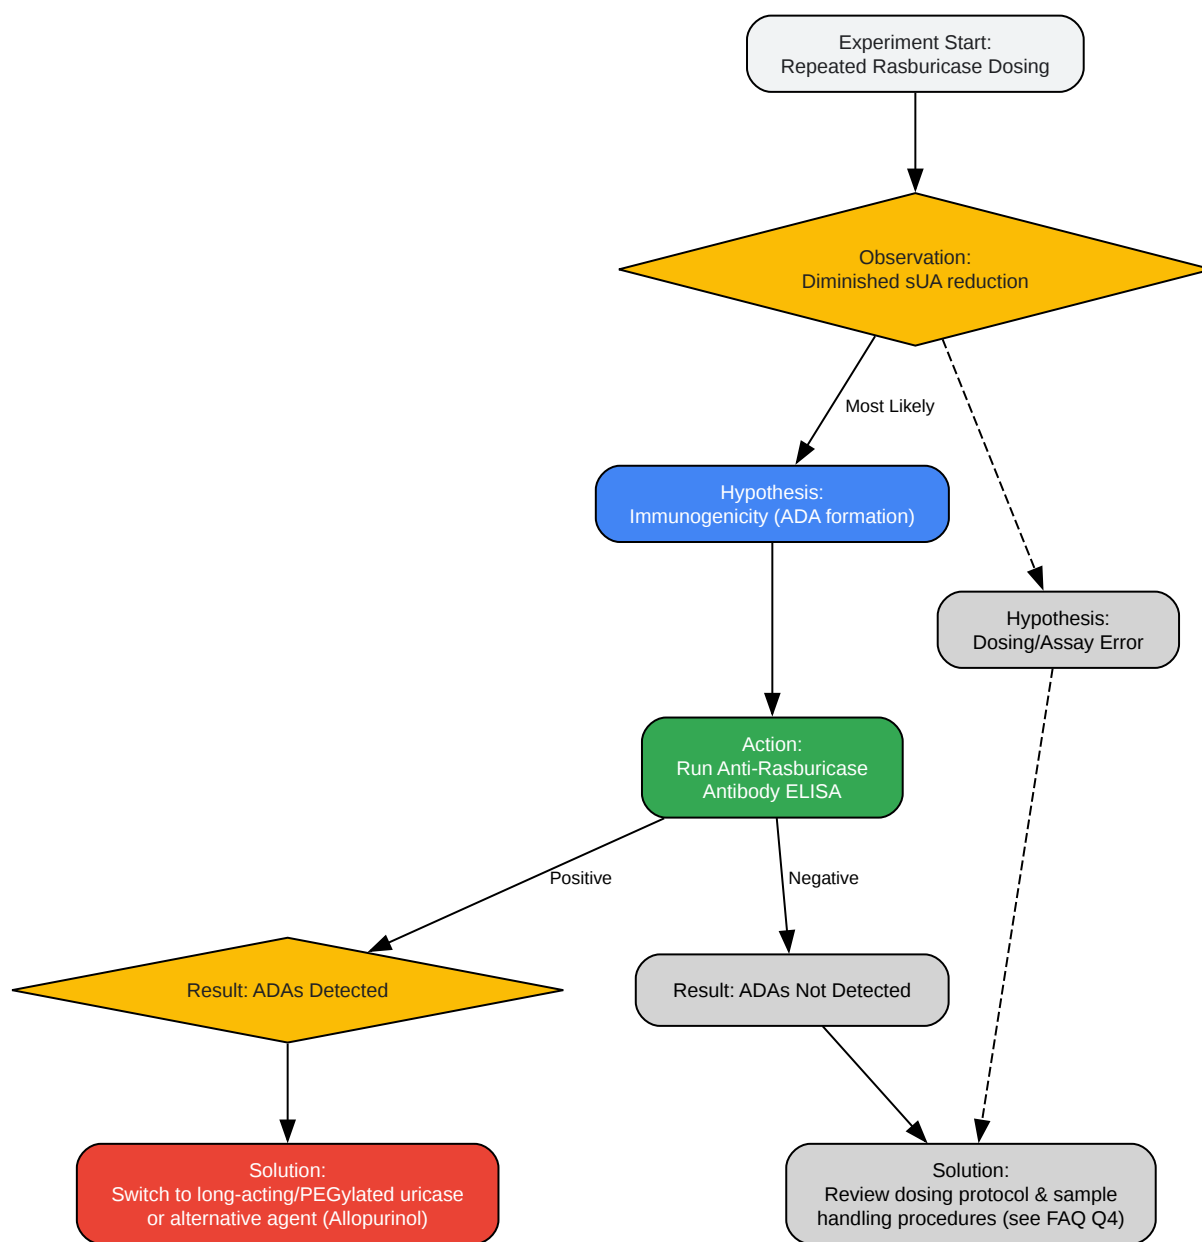 Experiment Start:
Repeated Rasburicase Dosing
Observation:
Diminished sUA reduction
Most Likely
Hypothesis:
Immunogenicity (ADA formation)
Hypothesis:
Dosing/Assay Error
Action:
Run Anti-Rasburicase
Antibody ELISA
Positive
Negative
Result: ADAs Detected
Result: ADAs Not Detected
Solution:
Switch to long-acting/PEGylated uricase
or alternative agent (Allopurinol)
Solution:
Review dosing protocol & sample
handling procedures (see FAQ Q4)